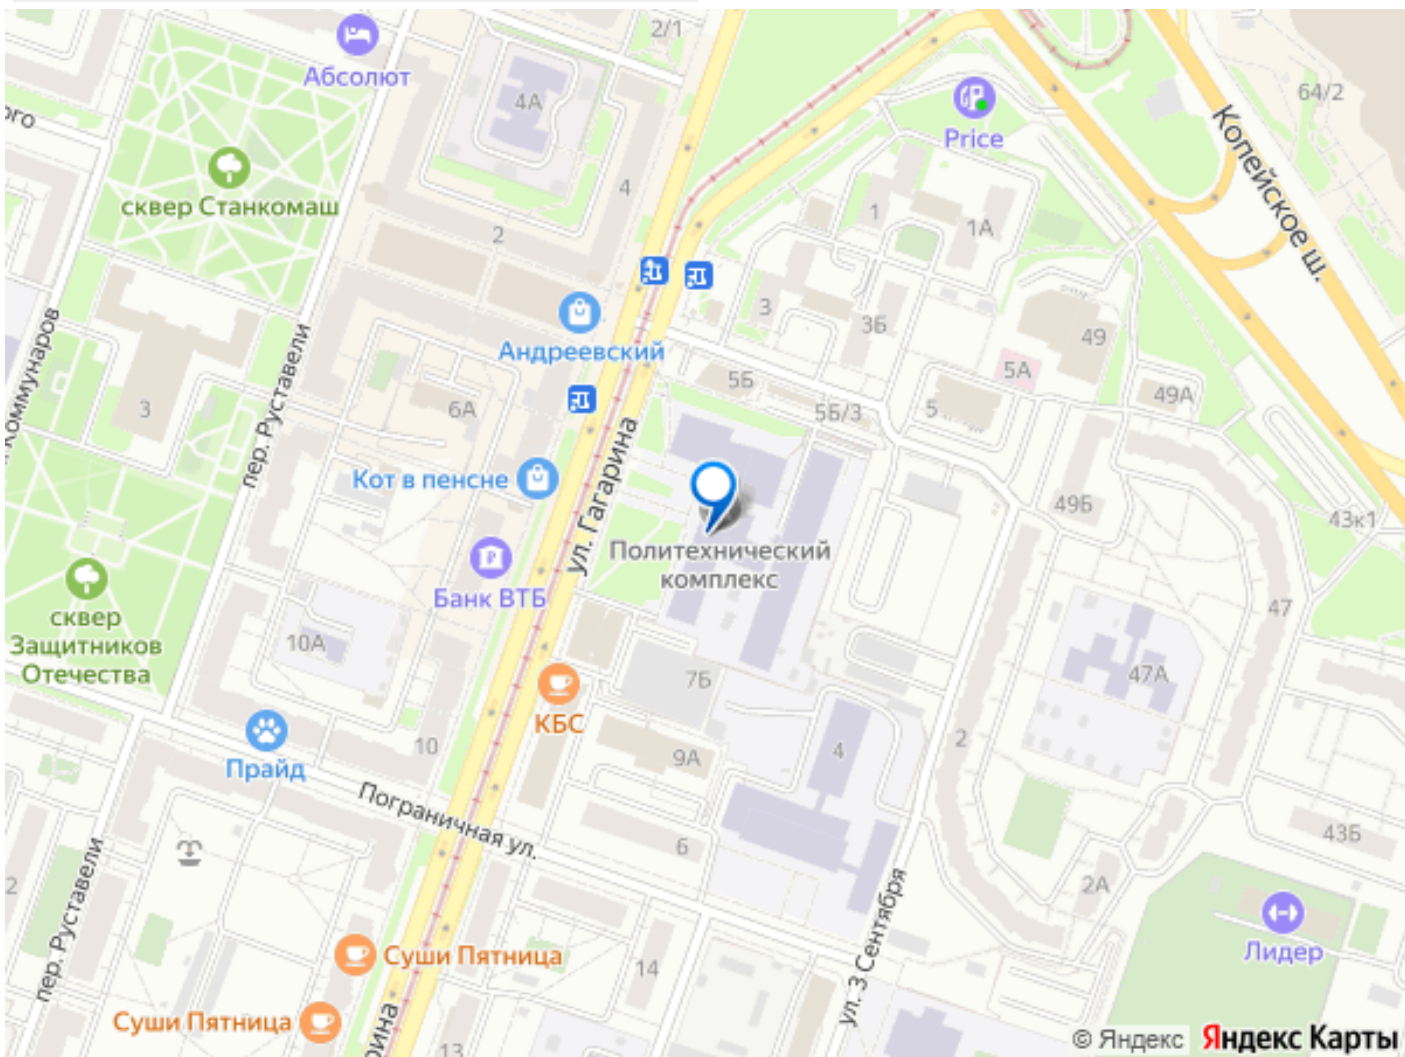 2/1
Абсолют
4А
64/2
Price
Копейское ш.
ого
сквер Станкомаш
4
1
1А
2
3
3Б
49
Андреевский
коммунаров
пер. Руставели
5А
5Б
49А
3
6А
5Б/3
5
ул. Гагарина
Кот в пенсне
49Б
43к1
Политехнический
комплекс
Банк ВТБ
сквер
Защитников
Отечества
47
10А
7Б
47А
КБС
10
9А
4
2
Прайд
Пограничная ул.
6
43Б
2
пер. Руставели
2А
ул. 3 Сентября
Лидер
Суши Пятница
14
Суши Пятница
рина
13
© Яндекс Яндекс Карты